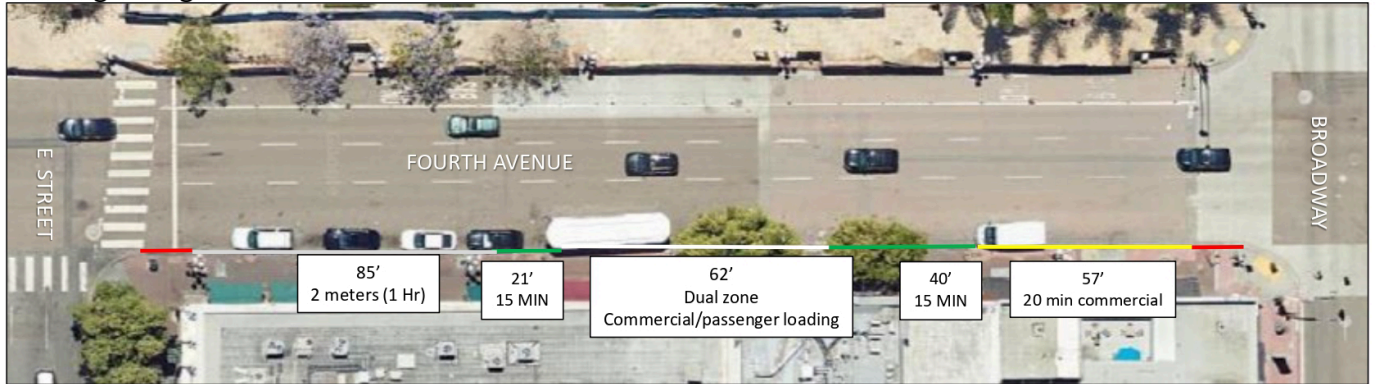 E STREET
FOURTH AVENUE
BROADWAY
85’
2 meters (1 Hr)
21’
15 MIN
62’
Dual zone
Commercial/passenger loading
40’
15 MIN
57’
20 min commercial